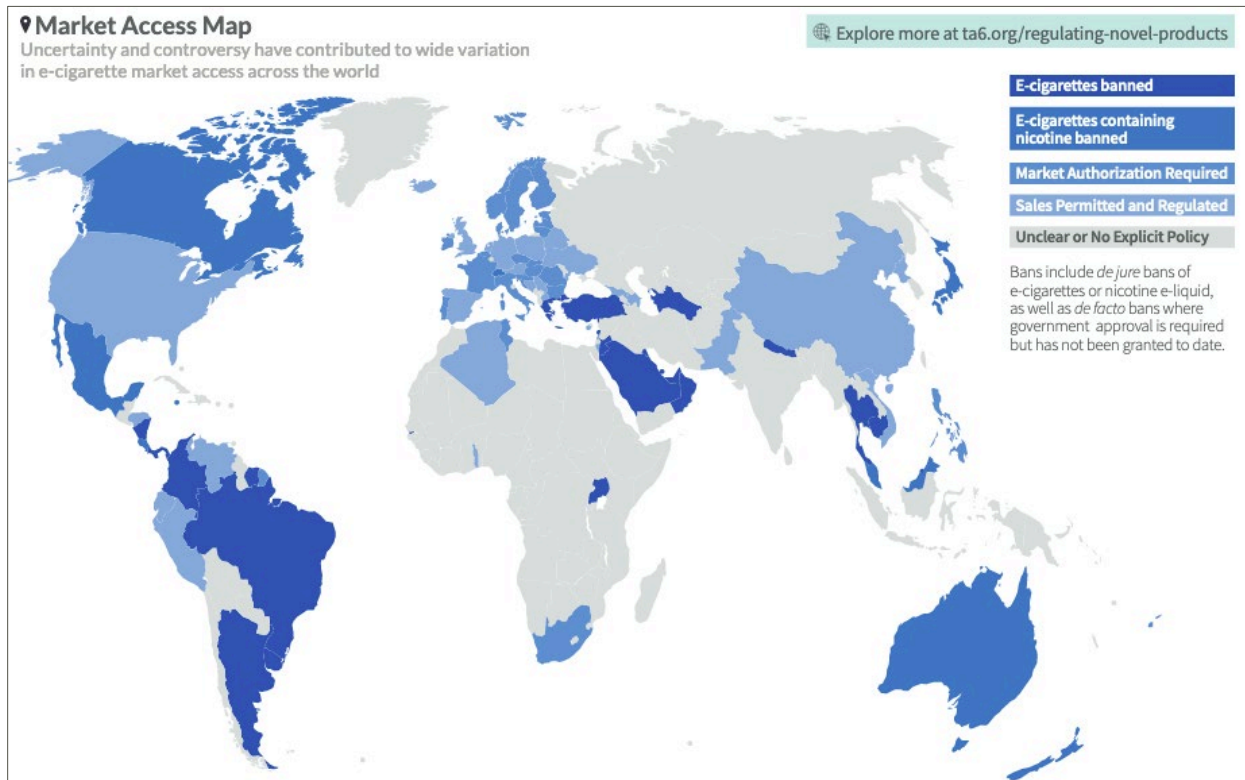 Market Access Map
Uncertainty and controversy have contributed to wide variation
in e-cigarette market access across the world
Explore more at ta6.org/regulating-novel-products
E-cigarettes banned
E-cigarettes containing
nicotine banned
Market Authorization Required
Sales Permitted and Regulated
Unclear or No Explicit Policy
Bans include de jure bans of
e-cigarettes or nicotine e-liquid,
as well as de facto bans where
government approval is required
but has not been granted to date.